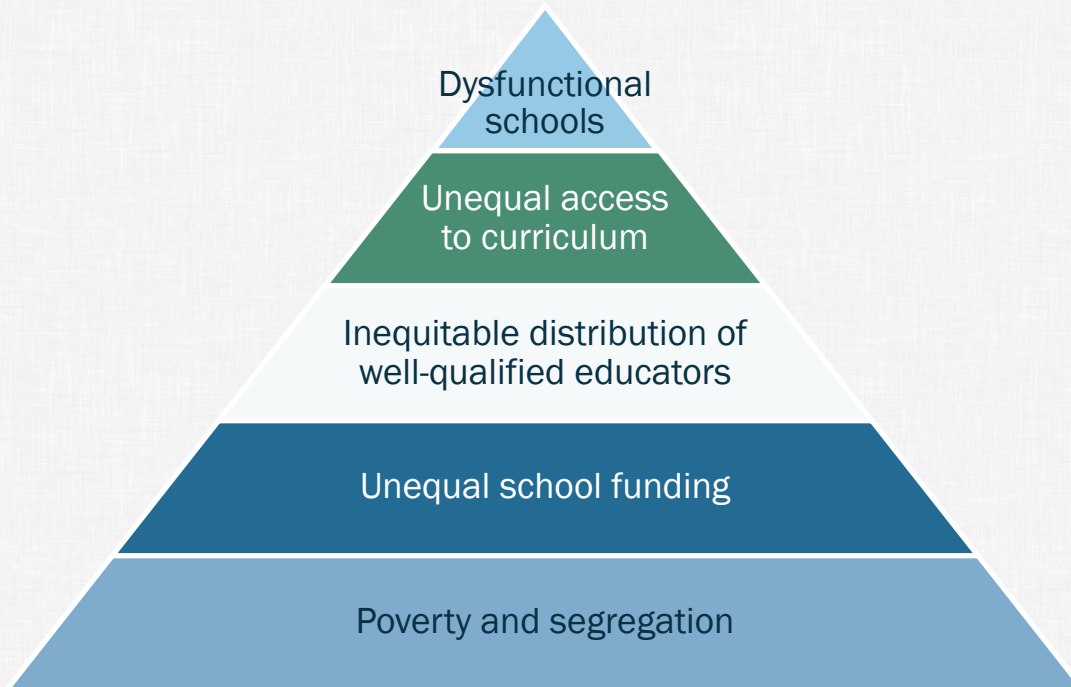 Dysfunctional
schools
Unequal access
to curriculum
Inequitable distribution of
well-qualified educators
Unequal school funding
Poverty and segregation